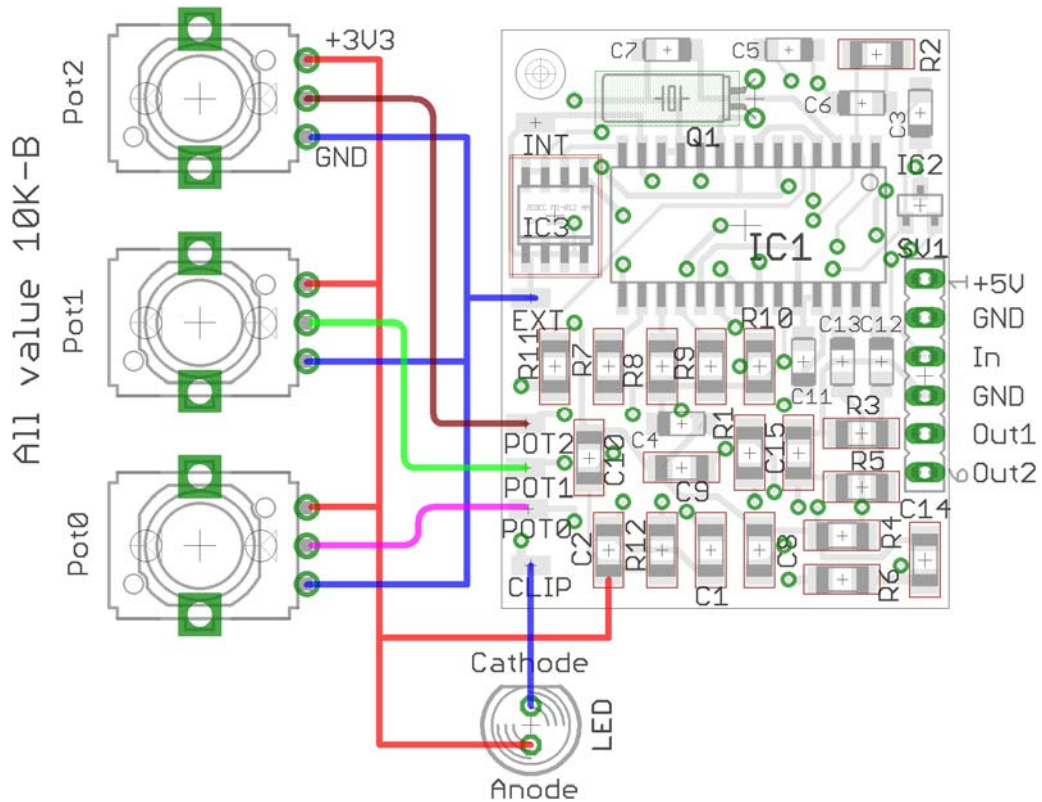 All value 10K-B
Pot2
+3V3
GND
Pot1
Pot0
C7
C5
R2
C6
C3
Q1
INT
IC2
IC3
IC1
SV1
1
+5V
GND
In
GND
Out1
6
Out2
EXT
R11
R7
R8
R9
R10
C13
C12
C11
POT2
C10
C4
R1
C15
R3
POT1
C9
R5
POT0
C14
C2
R12
C1
C8
R4
R6
CLIP
Cathode
LED
Anode